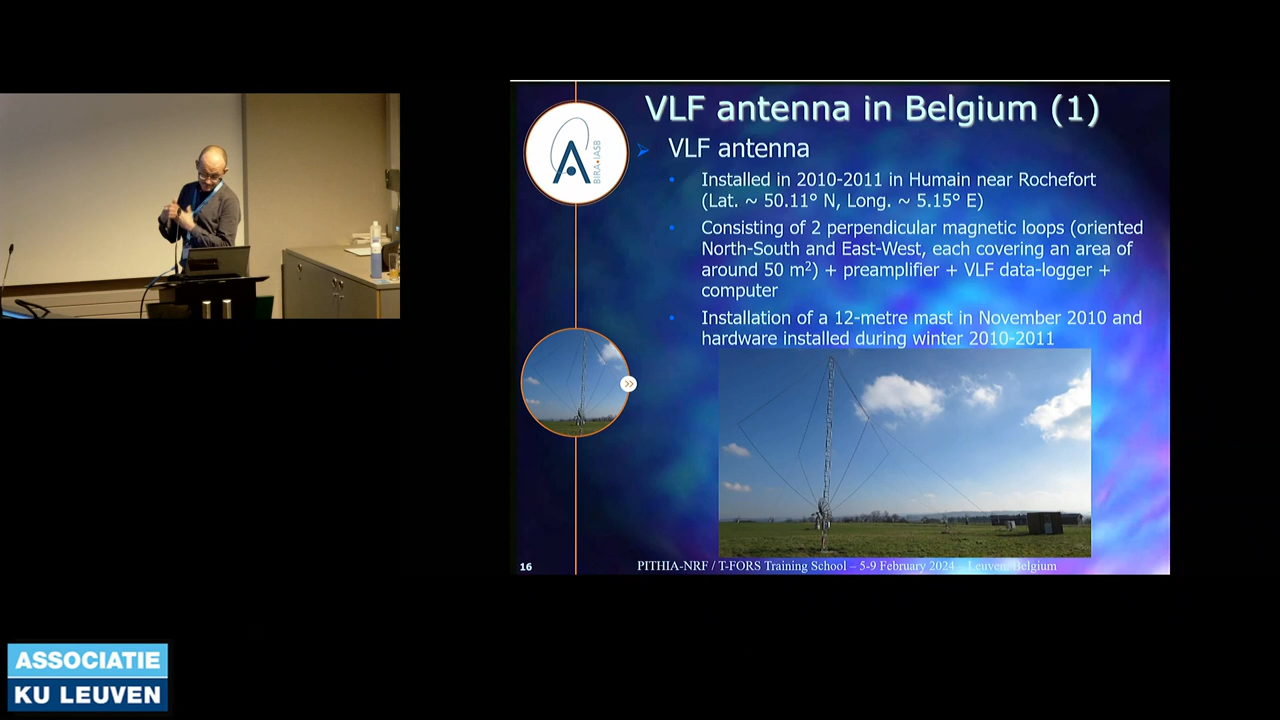 VLF antenna in Belgium (1)
VLF antenna
Installed in 2010-2011 in Humain near Rochefort
(Lat. ~ 50.11° N, Long. ~ 5.15° E)
Consisting of 2 perpendicular magnetic loops (oriented
North-South and East-West, each covering an area of
around 50 m²) + preamplifier + VLF data-logger +
computer
Installation of a 12-metre mast in November 2010 and
hardware installed during winter 2010-2011
BIRA•IASB
16
PITHIA-NRF / T-FORS Training School – 5-9 February 2024 – Leuven, Belgium
ASSOCIATIE
KU LEUVEN